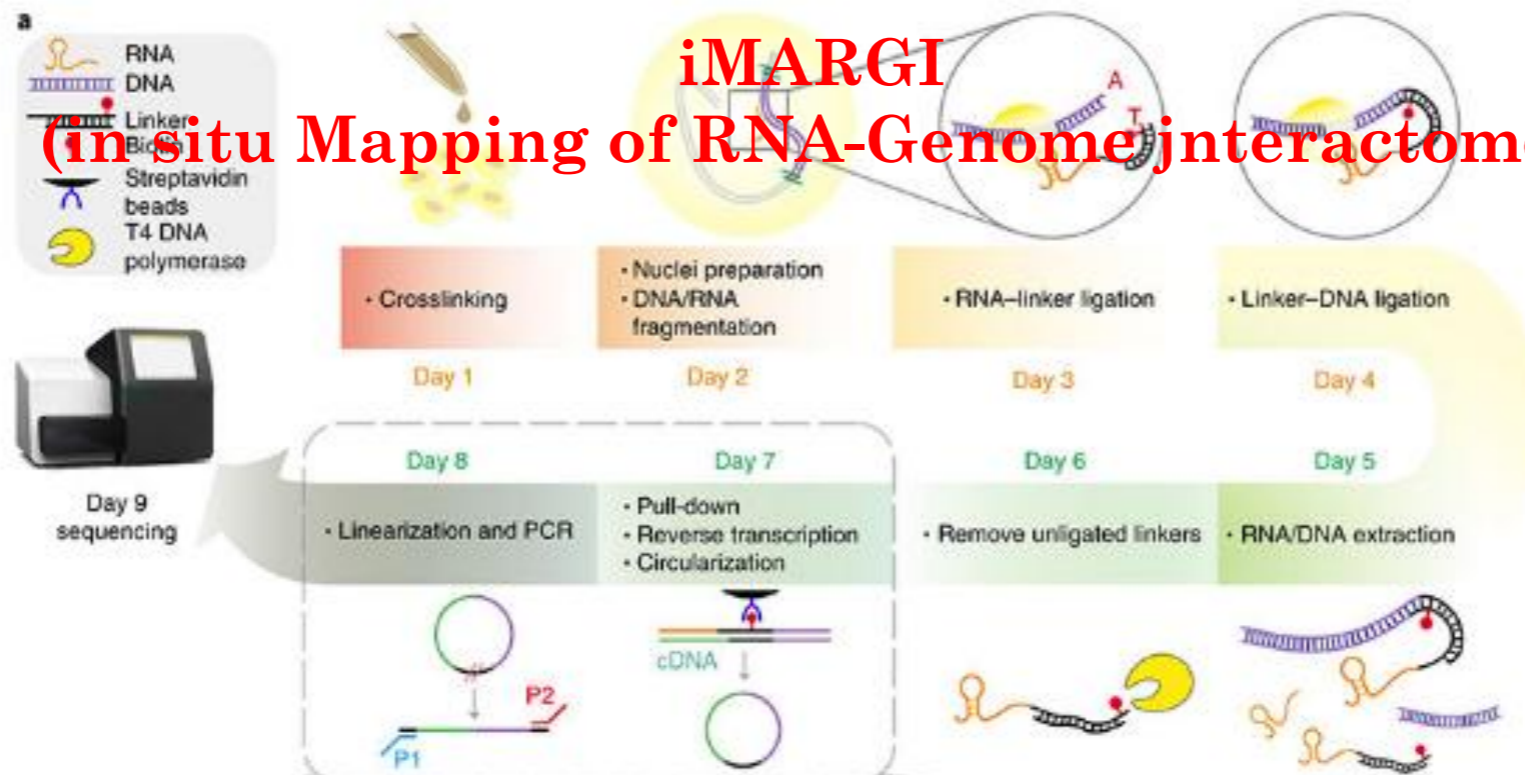 a
iMARGI
(in situ Mapping of RNA-Genome jnteractome
RNA
DNA
Linker
Biotin
Streptavidin
beads
T4 DNA
polymerase
A
T
• Crosslinking
Day 1
• Nuclei preparation
• DNA/RNA
fragmentation
Day 2
• RNA–linker ligation
Day 3
• Linker–DNA ligation
Day 4
Day 5
• RNA/DNA extraction
Day 6
• Remove unligated linkers
Day 7
• Pull-down
• Reverse transcription
• Circularization
cDNA
Day 8
• Linearization and PCR
P2
P1
Day 9
sequencing